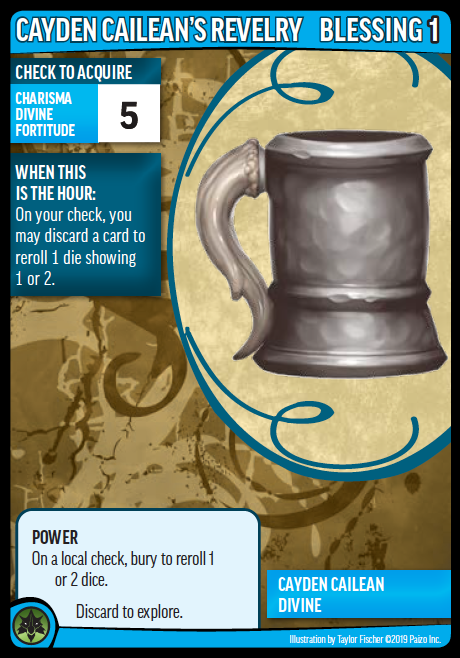 CAYDEN CAILEAN'S REVELRY BLESSING 1
CHECK TO ACQUIRE
CHARISMA
DIVINE
FORTITUDE
5
WHEN THIS
IS THE HOUR:
On your check, you
may discard a card to
reroll 1 die showing
1 or 2.
POWER
On a local check, bury to reroll 1
or 2 dice.
Discard to explore.
CAYDEN CAILEAN
DIVINE
Illustration by Taylor Fischer ©2019 Paizo Inc.